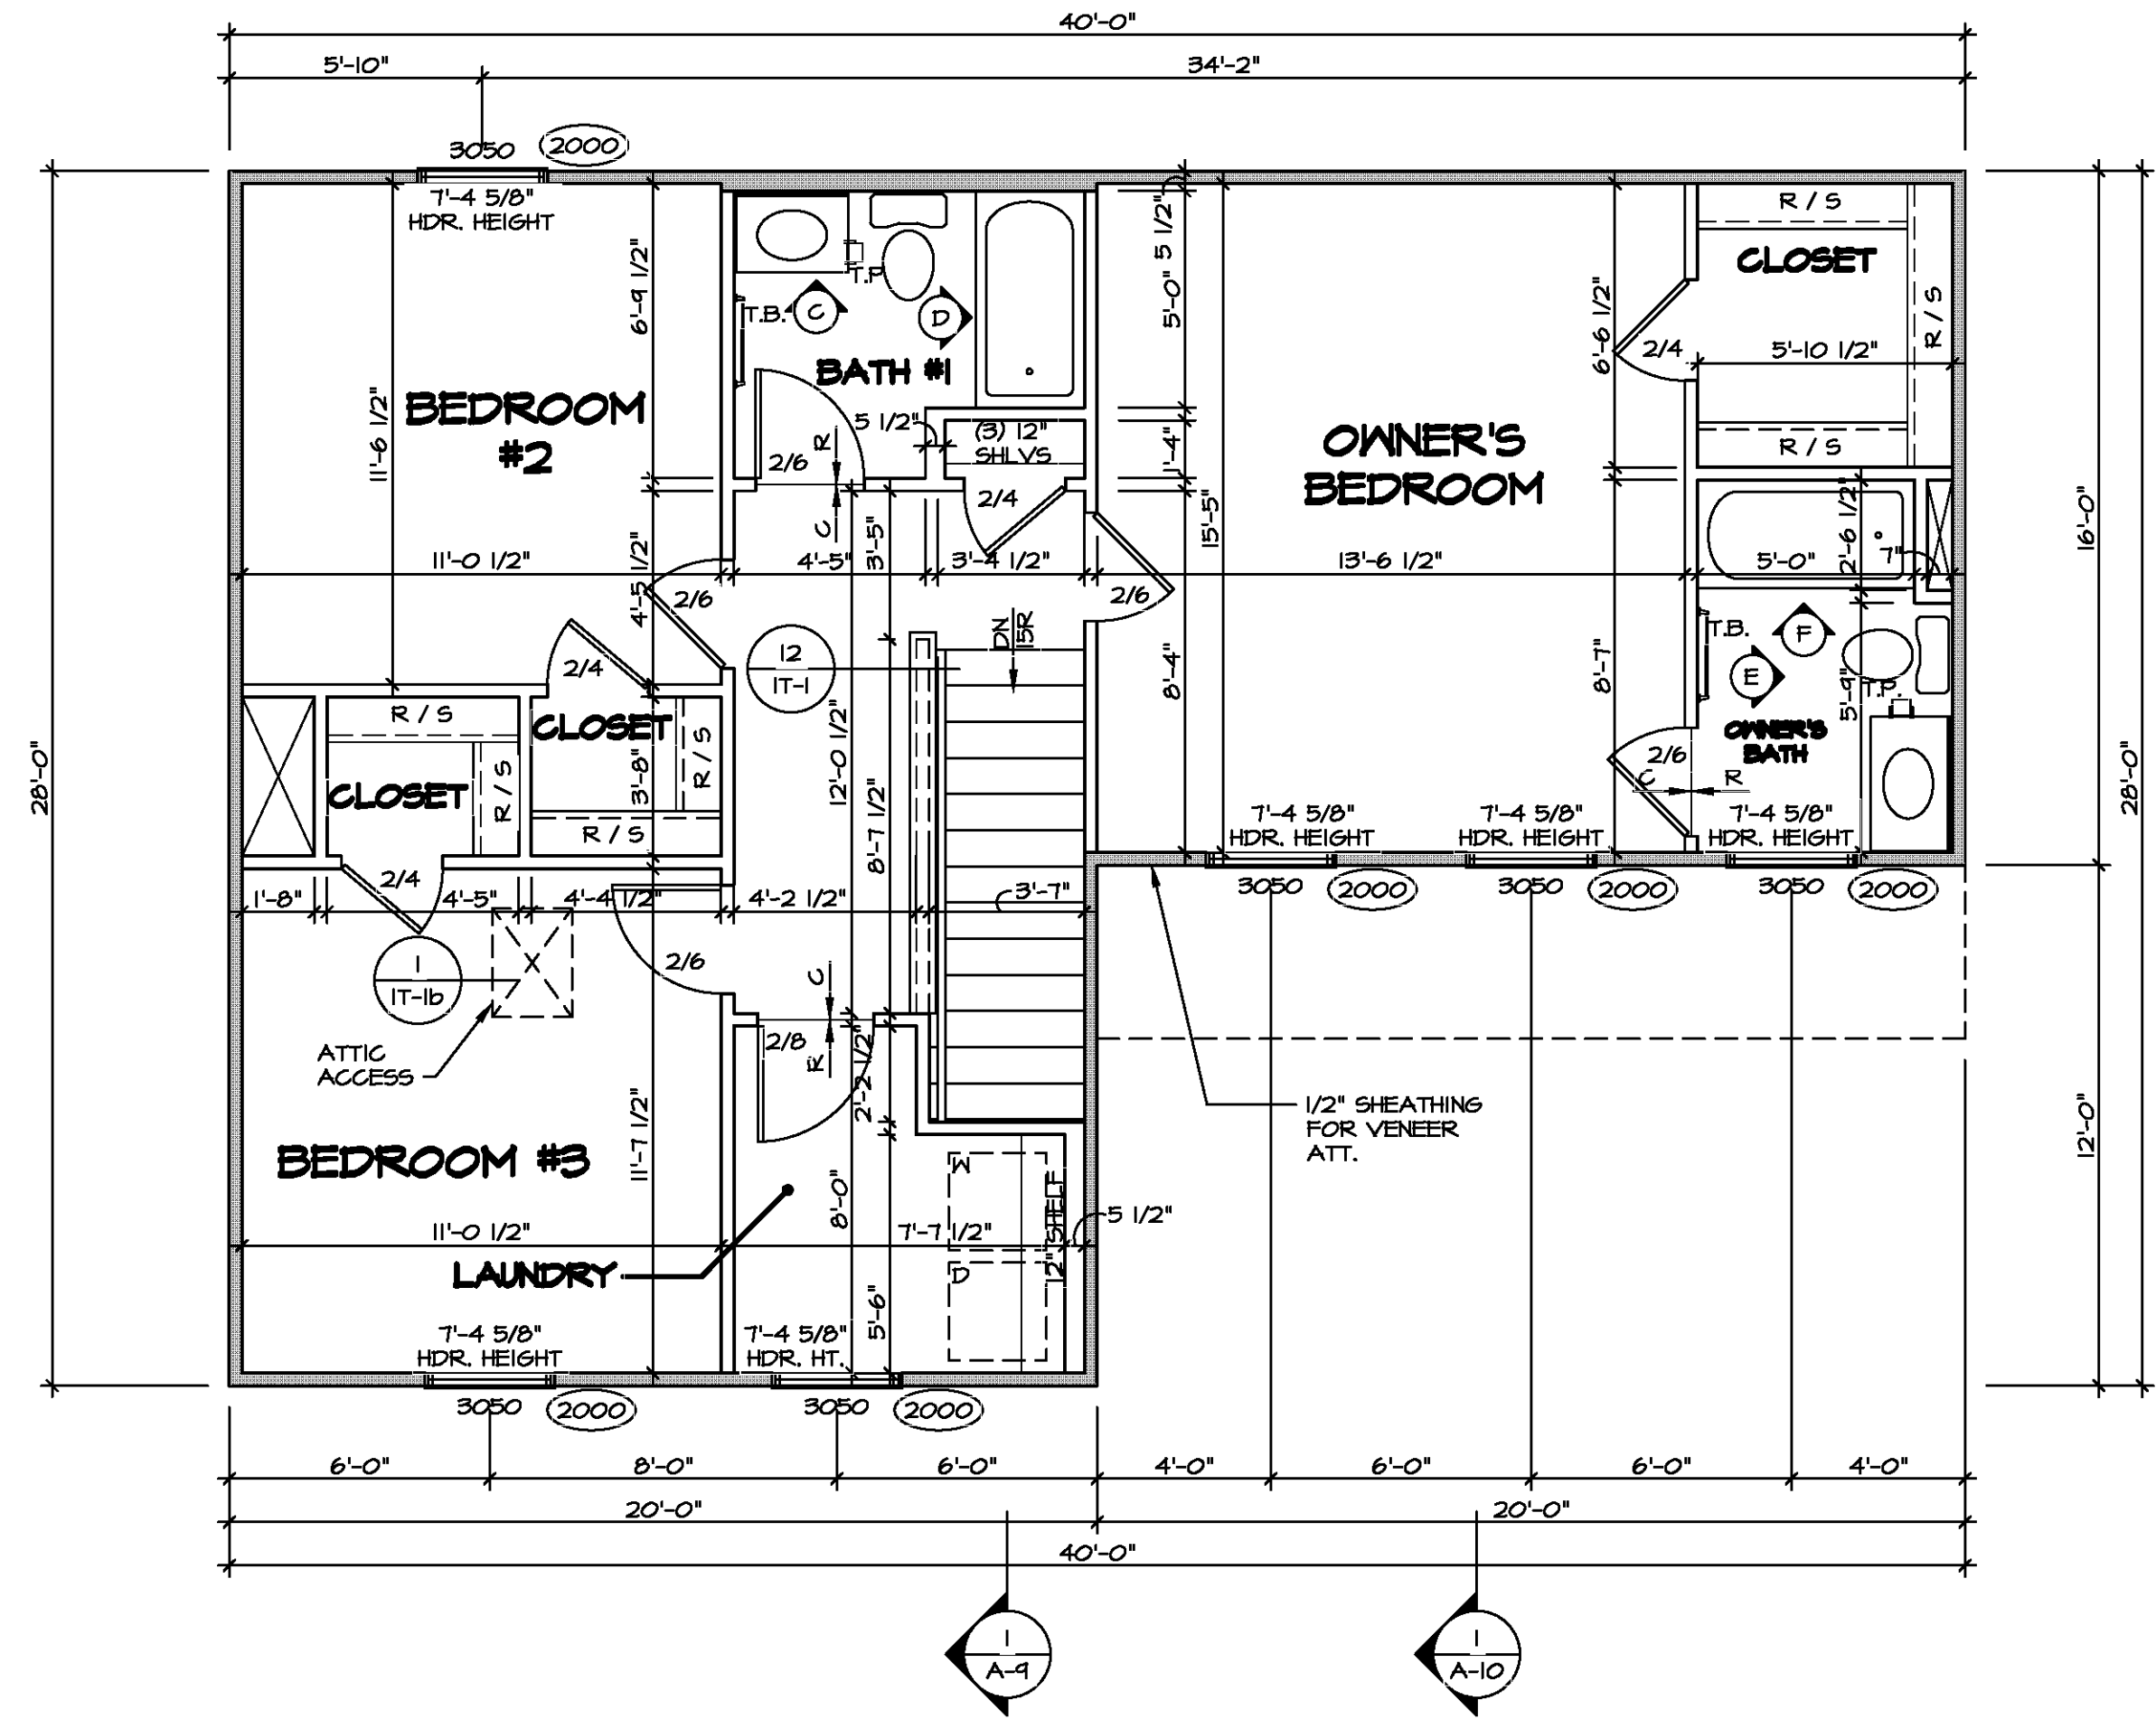 40'-0"
5'-10"
34'-2"
3050
2000
7'-4 5/8"
HDR. HEIGHT
R / S
CLOSET
R / S
T.P.
T.B.
C
D
BATH #1
5 1/2"
5'-0"
6'-9 1/2"
6'-6 1/2"
2/4
5'-10 1/2"
BEDROOM
#2
11'-6 1/2"
5 1/2"
R
(3) 12"
SHLVS
1'-4"
OWNER'S
BEDROOM
R / S
2/6
2/4
C
3'-5"
15'-5"
16'-0"
2'-6 1/2"
11'-0 1/2"
4'-5"
3'-4 1/2"
13'-6 1/2"
5'-0"
7"
4'-5 1/2"
2/6
2/6
DN
15R
T.B.
F
E
2/4
12
1T-1
8'-4"
8'-7"
5'-9"
T.P.
R / S
CLOSET
R / S
3'-8"
12'-0 1/2"
OWNER'S
BATH
2/6
C
R
28'-0"
CLOSET
R / S
R / S
8'-7 1/2"
7'-4 5/8"
HDR. HEIGHT
7'-4 5/8"
HDR. HEIGHT
7'-4 5/8"
HDR. HEIGHT
28'-0"
2/4
1'-8"
4'-5"
4'-4 1/2"
4'-2 1/2"
3'-7"
3050
2000
3050
2000
3050
2000
X
2/6
1
1T-1b
C
ATTIC
ACCESS
2/8
R
2'-2 1/2"
1/2" SHEATHING
FOR VENEER
ATT.
12'-0"
BEDROOM #3
11'-7 1/2"
W
12" SHELF
8'-0"
5 1/2"
11'-0 1/2"
7'-7 1/2"
LAUNDRY
D
5'-6"
7'-4 5/8"
HDR. HEIGHT
7'-4 5/8"
HDR. HT.
3050
2000
3050
2000
6'-0"
8'-0"
6'-0"
4'-0"
6'-0"
6'-0"
4'-0"
20'-0"
20'-0"
40'-0"
1
A-9
1
A-10